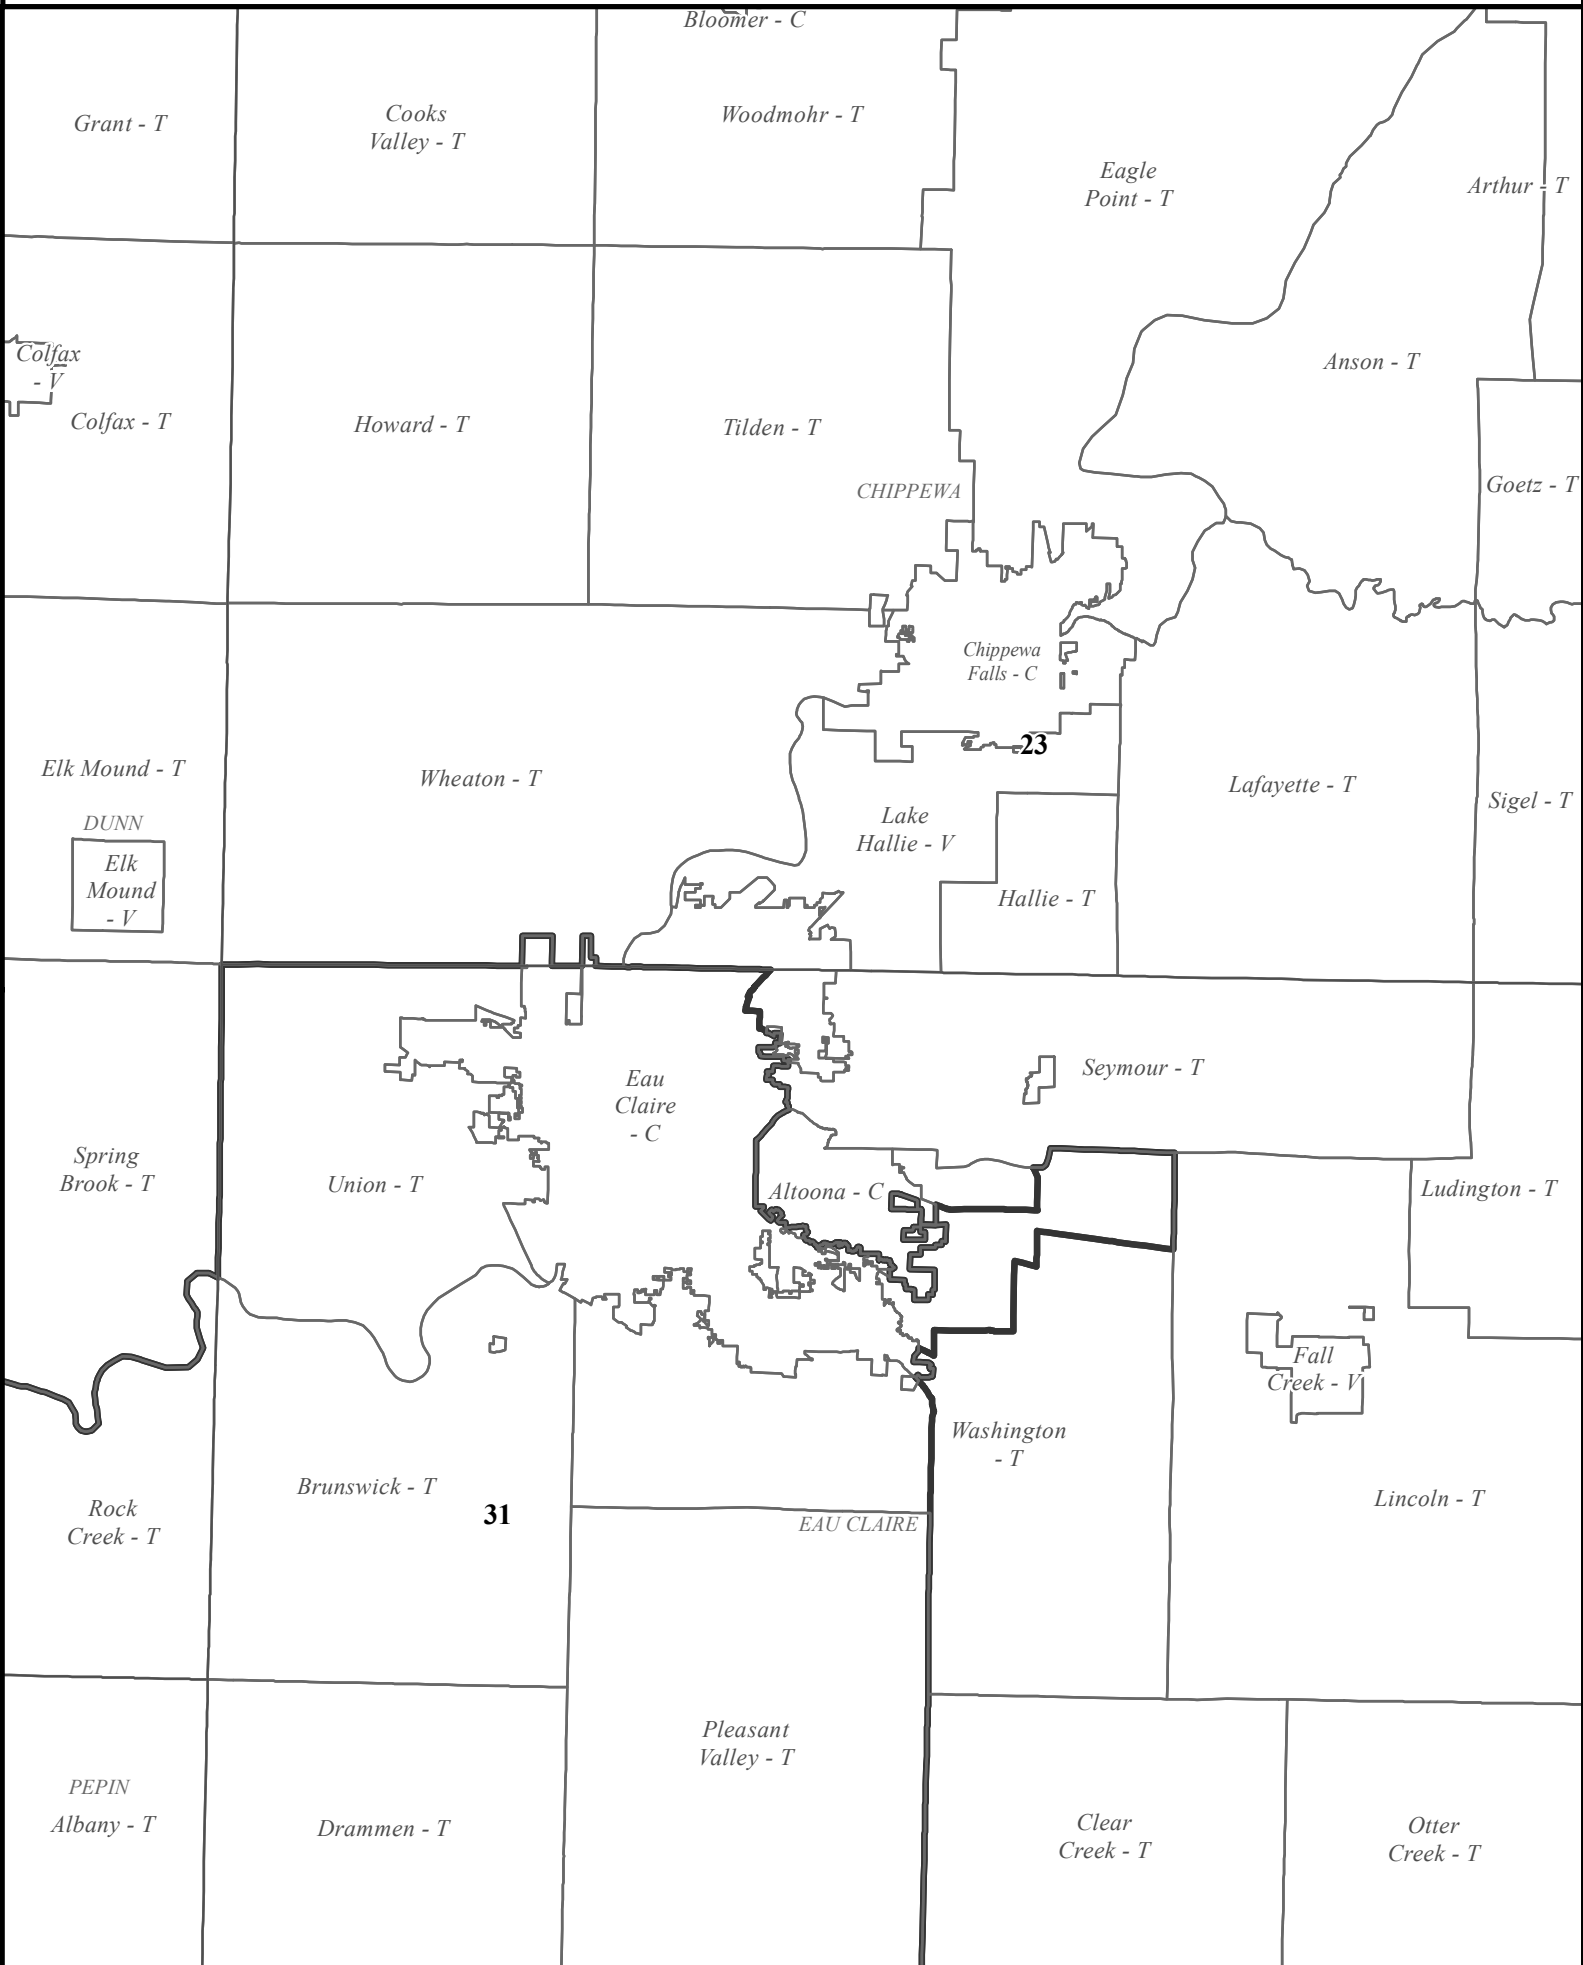 Bloomer - C
Grant - T
Cooks
Valley - T
Woodmohr - T
Eagle
Point - T
Arthur - T
Colfax
- V
Colfax - T
Howard - T
Tilden - T
Anson - T
CHIPPEWA
Goetz - T
Chippewa
Falls - C
23
Elk Mound - T
Wheaton - T
Lafayette - T
Sigel - T
DUNN
Elk
Mound
- V
Lake
Hallie - V
Hallie - T
Eau
Claire
- C
Seymour - T
Spring
Brook - T
Union - T
Altoona - C
Ludington - T
Fall
Creek - V
Washington
- T
Rock
Creek - T
Brunswick - T
31
EAU CLAIRE
Lincoln - T
Pleasant
Valley - T
PEPIN
Albany - T
Drammen - T
Clear
Creek - T
Otter
Creek - T